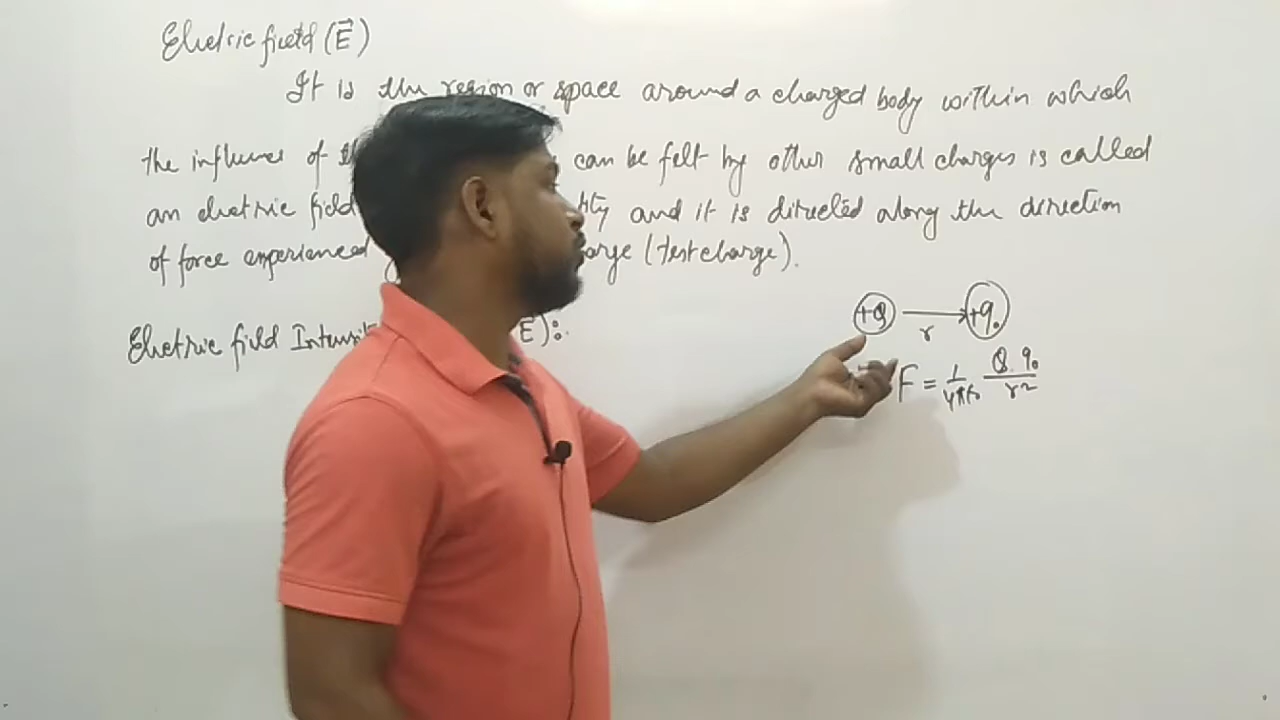 Electric field (E⃗)
It is the region or space around a charged body within which
the influence of can be felt by other small charges is called
an electric field and it is directed along the direction
of force experienced (test charge).
Electric field E⃗):-
+Q +q₀
r
F = 1/4πε₀ Q.q₀/r²